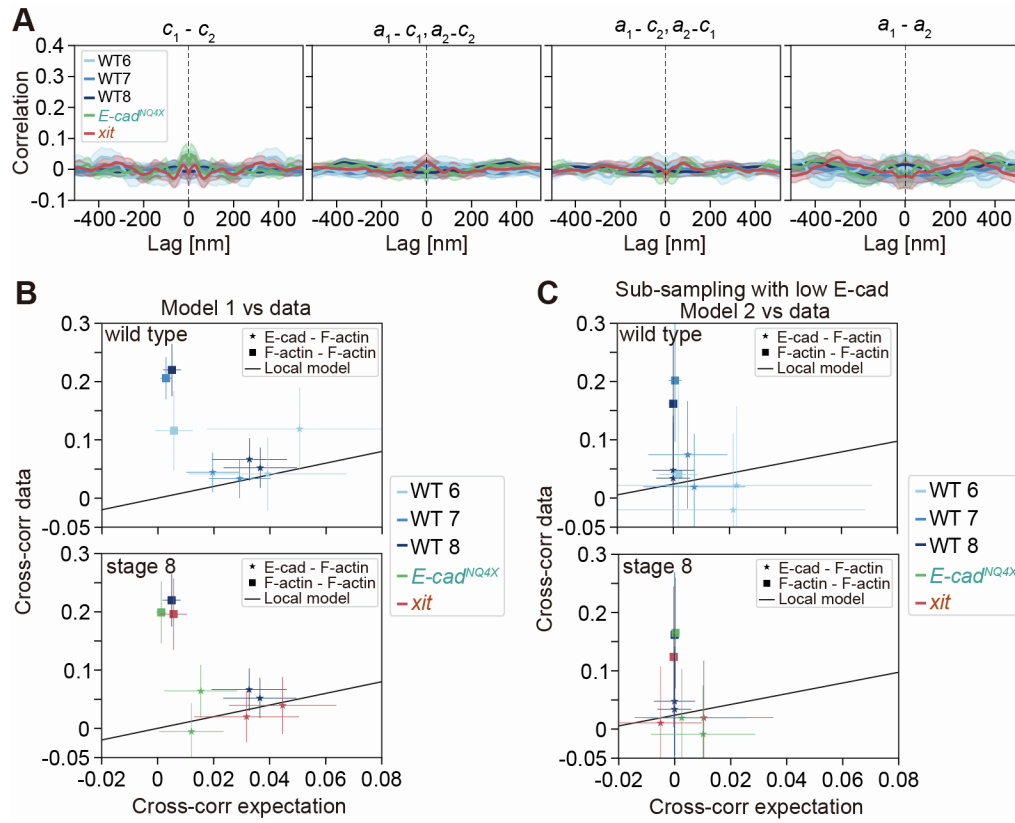 A
c1 - c2
a1 - c1, a2 - c2
a1 - c2, a2 - c1
a1 - a2
Correlation
0.4
0.3
0.2
0.1
0
-0.1
WT6
WT7
WT8
E-cadNQ4X
xit
-400 -200 0 200 400
-400 -200 0 200 400
-400 -200 0 200 400
-400 -200 0 200 400
Lag [nm]
Lag [nm]
Lag [nm]
Lag [nm]
B
Model 1 vs data
wild type
E-cad - F-actin
F-actin - F-actin
Local model
0.3
0.2
0.1
0
-0.05
stage 8
E-cad - F-actin
F-actin - F-actin
Local model
0.3
0.2
0.1
0
-0.05
-0.02 0 0.02 0.04 0.06 0.08
Cross-corr data
Cross-corr expectation
WT 6
WT 7
WT 8
E-cadNQ4X
xit
C
Sub-sampling with low E-cad
Model 2 vs data
wild type
E-cad - F-actin
F-actin - F-actin
Local model
0.3
0.2
0.1
0
-0.05
stage 8
E-cad - F-actin
F-actin - F-actin
Local model
0.3
0.2
0.1
0
-0.05
-0.02 0 0.02 0.04 0.06 0.08
Cross-corr data
Cross-corr expectation
WT 6
WT 7
WT 8
E-cadNQ4X
xit